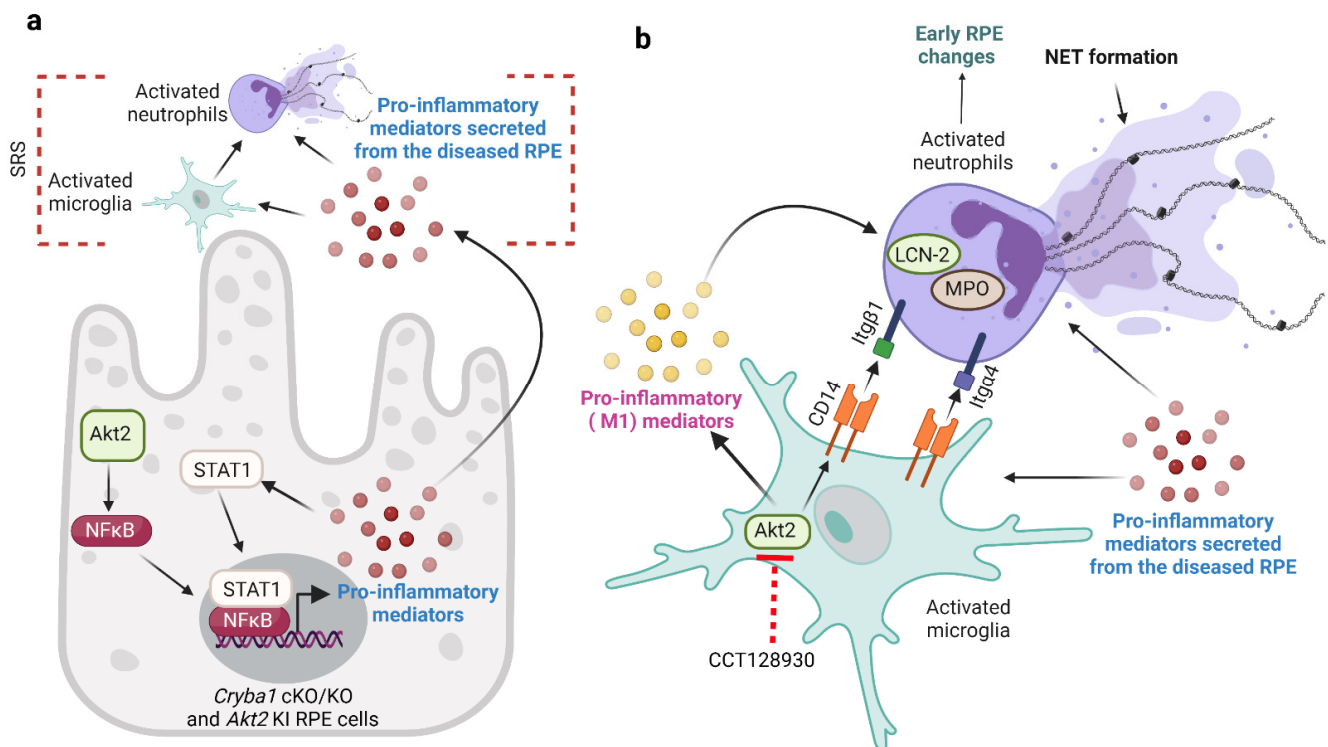 a
SRS
Activated
neutrophils
Pro-inflammatory
mediators secreted
from the diseased RPE
Activated
microglia
Akt2
STAT1
NFκB
STAT1
NFκB
Pro-inflammatory
mediators
Cryba1 cKO/KO
and Akt2 KI RPE cells
b
Early RPE
changes
NET formation
Activated
neutrophils
LCN-2
MPO
Itgβ1
Itgα4
CD14
Pro-inflammatory
( M1) mediators
Akt2
Pro-inflammatory
mediators secreted
from the diseased RPE
Activated
microglia
CCT128930